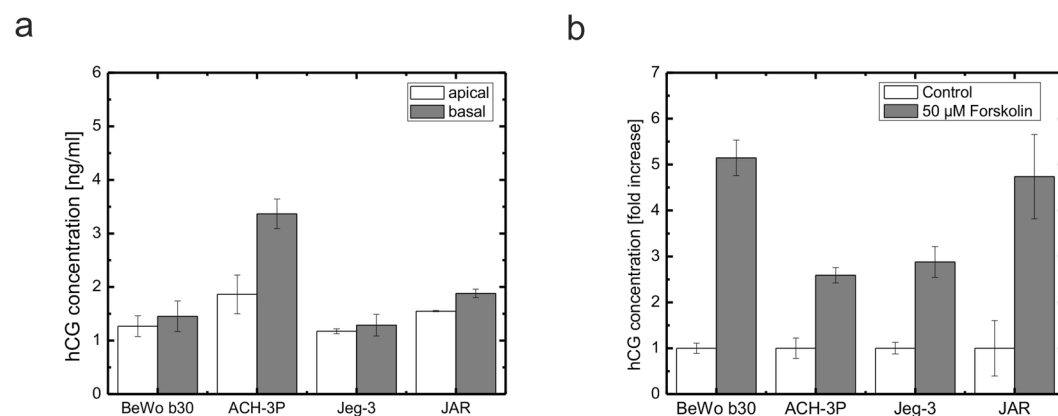 a
hCG concentration [ng/ml]
6
5
4
3
2
1
0
apical
basal
BeWo b30 ACH-3P Jeg-3 JAR
b
hCG concentration [fold increase]
7
6
5
4
3
2
1
0
Control
50 µM Forskolin
BeWo b30 ACH-3P Jeg-3 JAR